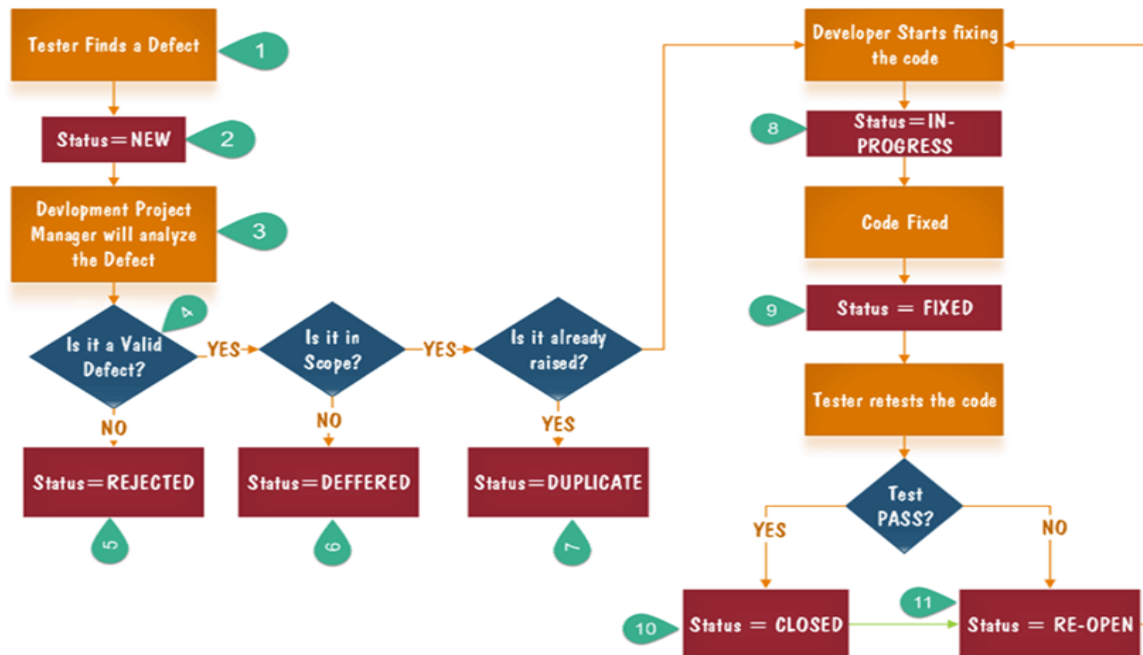 Tester Finds a Defect
1
Status=NEW
2
Devlopment Project
Manager will analyze
the Defect
3
4
Is it a Valid
Defect?
YES
NO
Status=REJECTED
5
Is it in
Scope?
YES
NO
Status=DEFFERED
6
Is it already
raised?
YES
Status=DUPLICATE
7
Developer Starts fixing
the code
8
Status=IN-
PROGRESS
Code Fixed
9
Status = FIXED
Tester retests the code
Test
PASS?
YES
NO
10
Status = CLOSED
11
Status = RE-OPEN